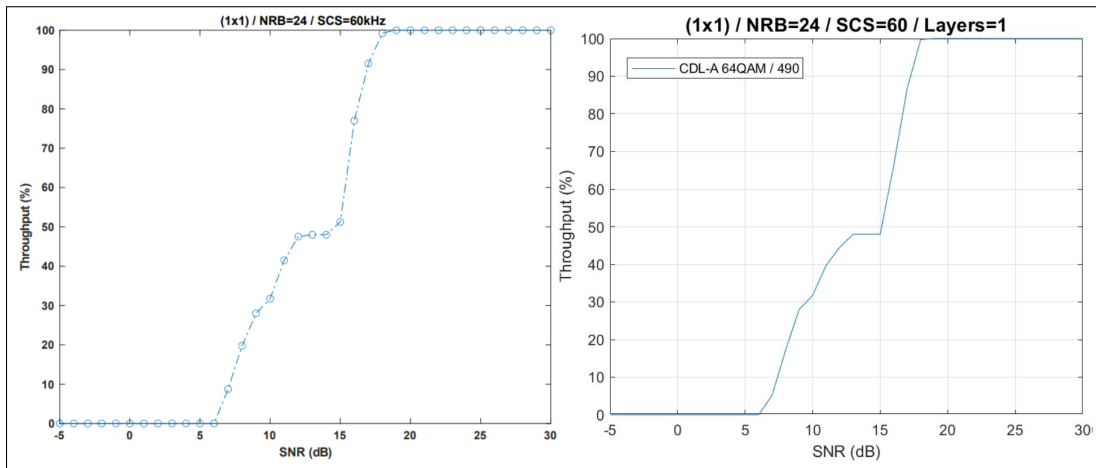 (1x1) / NRB=24 / SCS=60kHz
100
90
80
70
60
50
40
30
20
10
0
Throughput (%)
-5 0 5 10 15 20 25 30
SNR (dB)
(1x1) / NRB=24 / SCS=60 / Layers=1
CDL-A 64QAM / 490
100
90
80
70
60
50
40
30
20
10
0
Throughput (%)
-5 0 5 10 15 20 25 30
SNR (dB)